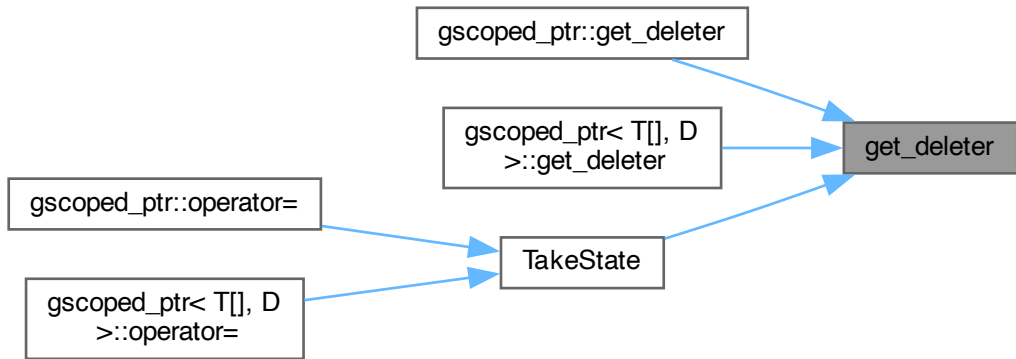 gscoped_ptr::get_deleter
gscoped_ptr< T[], D
>::get_deleter
get_deleter
gscoped_ptr::operator=
TakeState
gscoped_ptr< T[], D
>::operator=